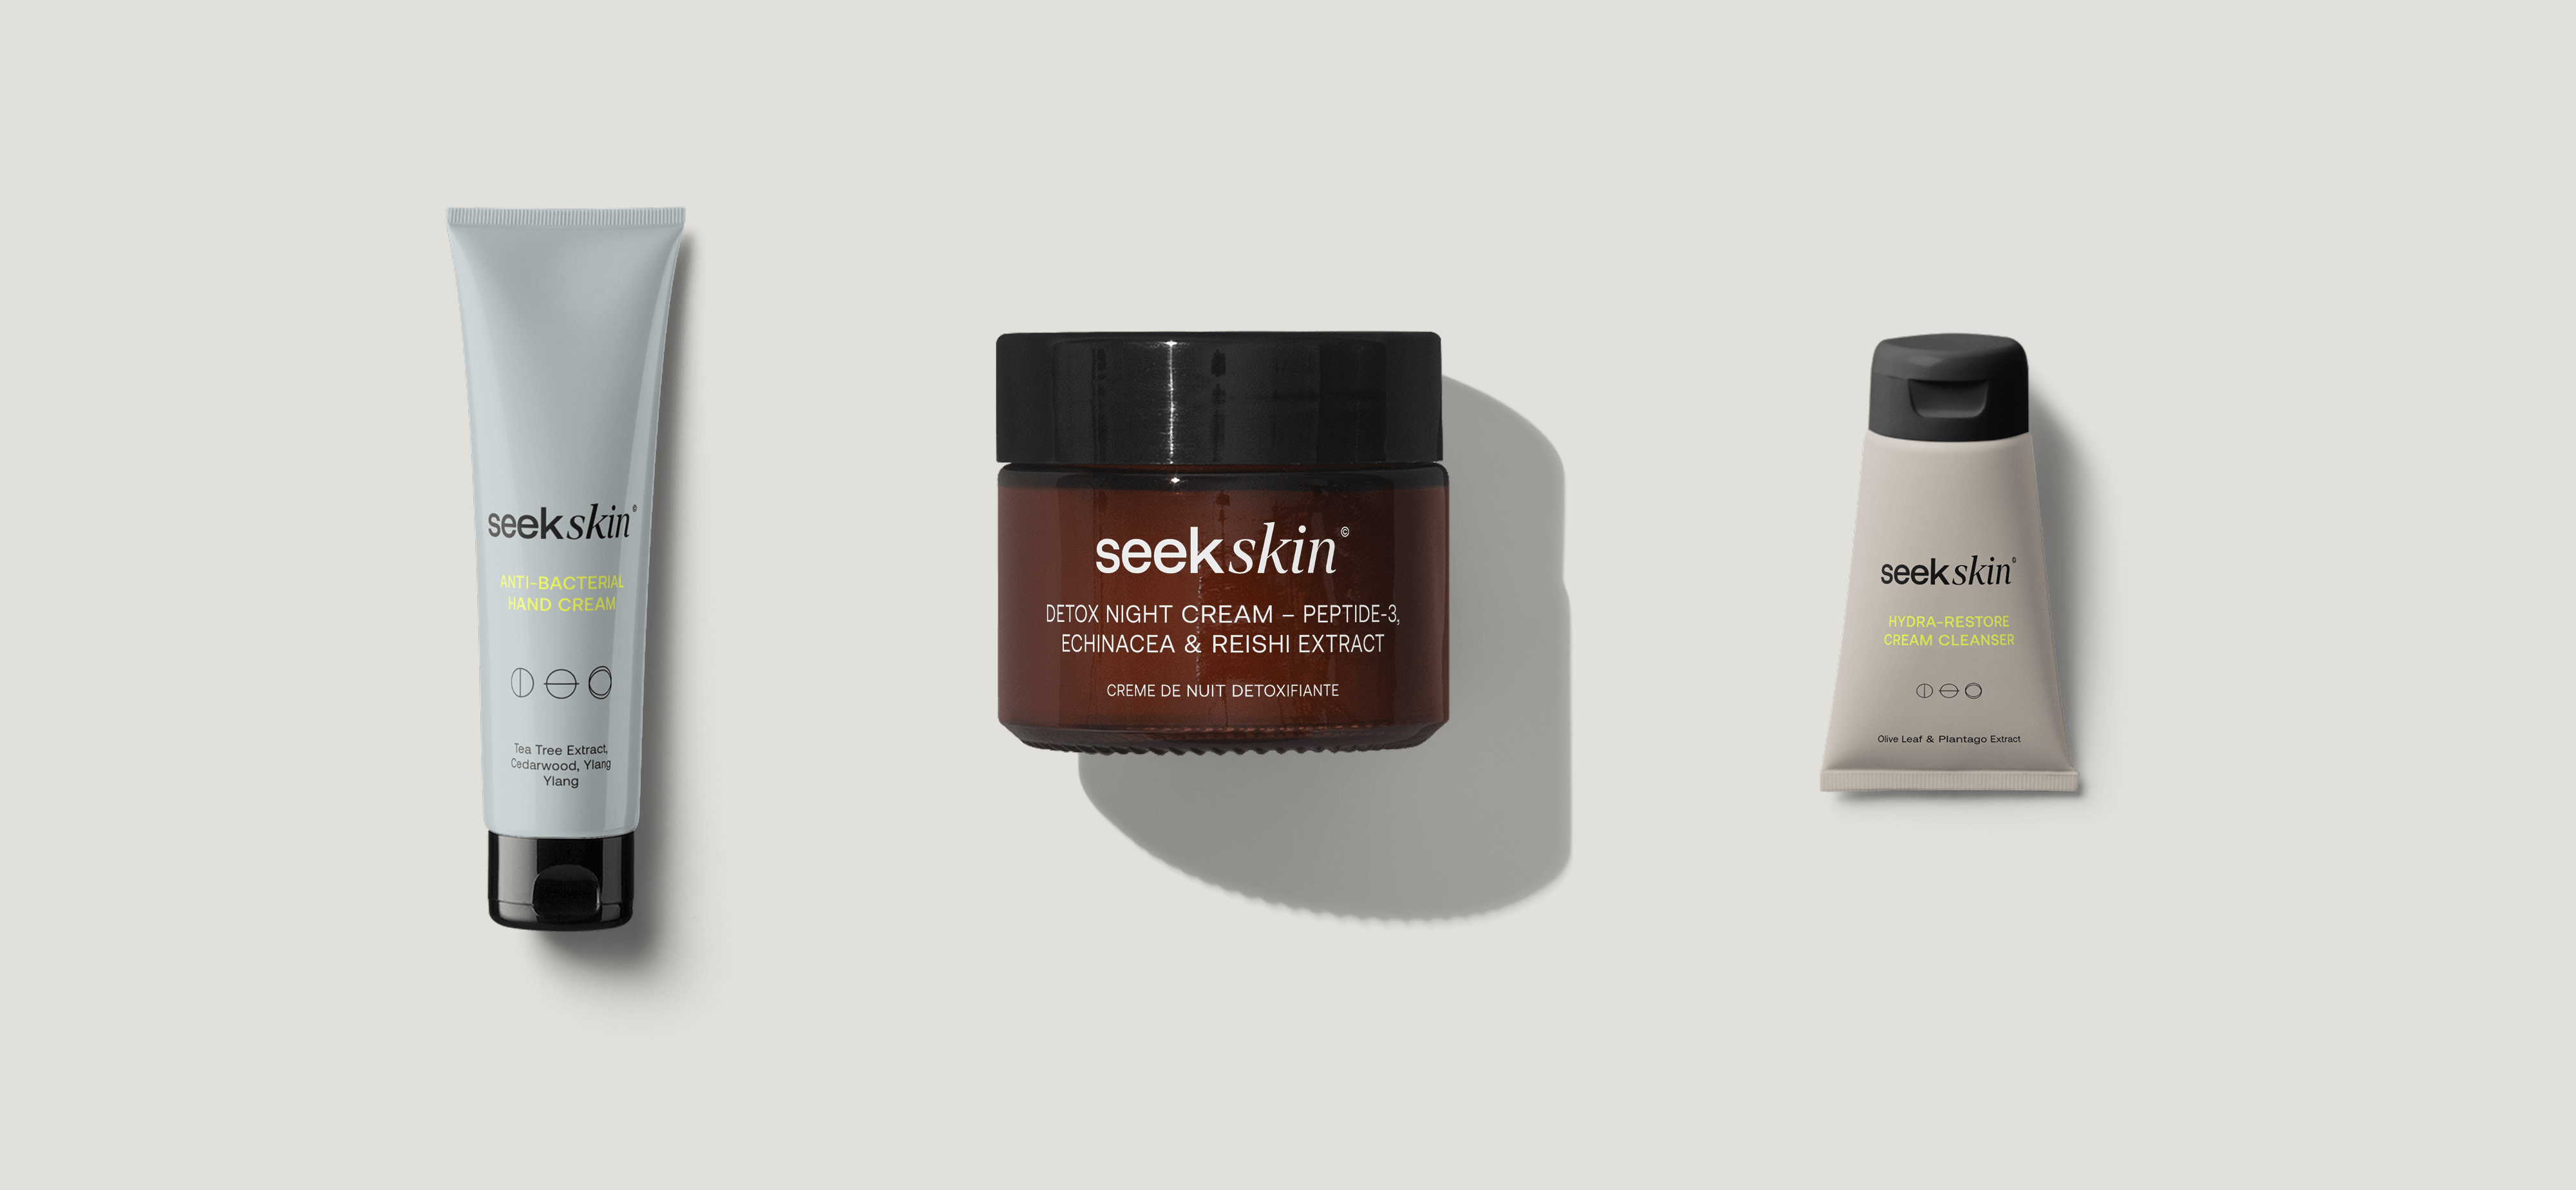 seekskin©
ANTI-BACTERIAL
HAND CREAM
Tea Tree Extract,
Cedarwood, Ylang
Ylang
seekskin©
DETOX NIGHT CREAM – PEPTIDE-3,
ECHINACEA & REISHI EXTRACT
CREME DE NUIT DETOXIFIANTE
seekskin©
HYDRA-RESTORE
CREAM CLEANSER
Olive Leaf & Plantago Extract